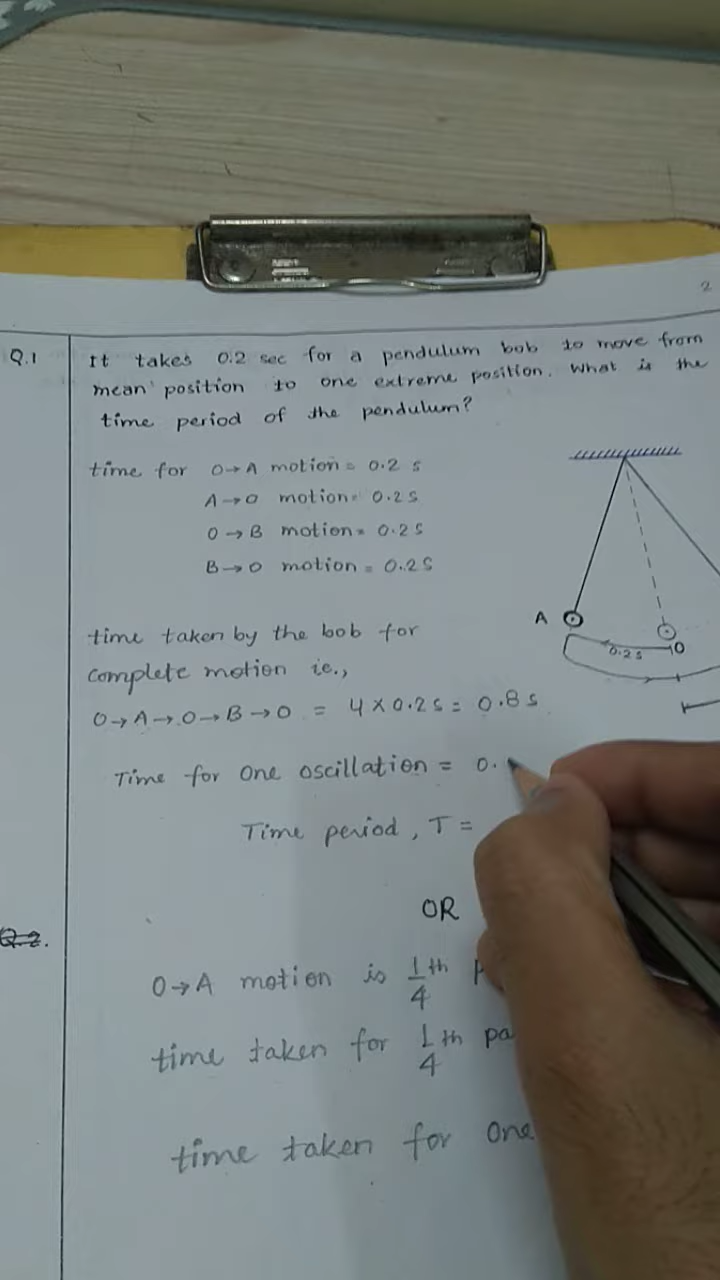 2
Q.1
It takes 0.2 sec for a pendulum bob to move from
mean position to one extreme position. What is the
time period of the pendulum?
time for O→A motion = 0.2 s
A→O motion = 0.2 s
O→B motion = 0.2 s
B→O motion = 0.2 s
A
0.2 s
O
time taken by the bob for
complete motion ie.,
O→A→O→B→O = 4 × 0.2 s = 0.8 s
Time for one oscillation = 0.
Time period, T =
OR
Q.2.
O→A motion is 1/4 th
time taken for 1/4 th pa
time taken for one